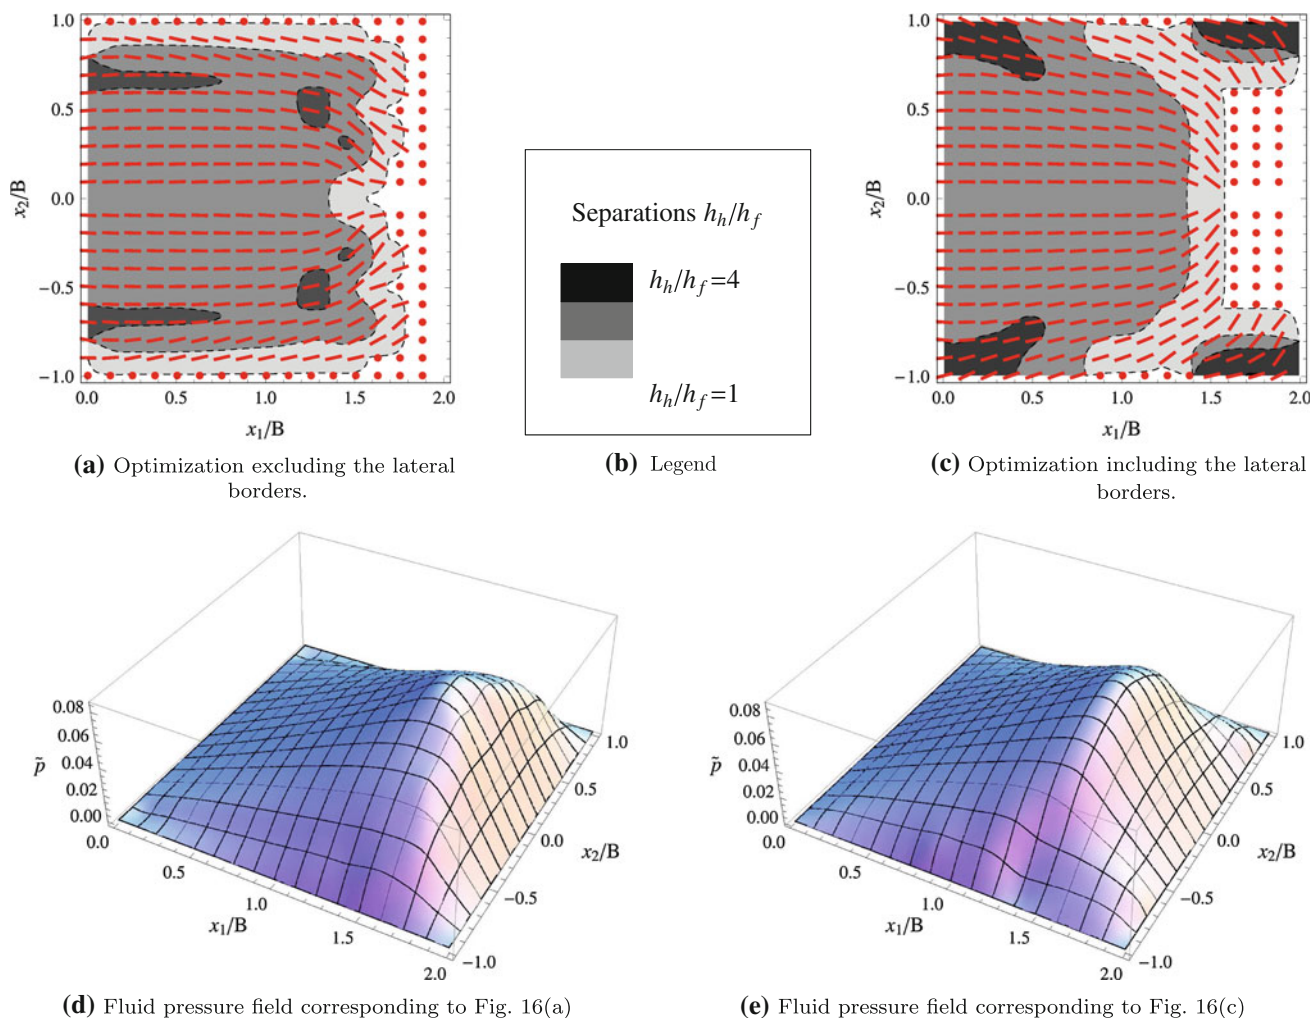 1.0
0.5
0.0
−0.5
−1.0
x₂/B
0.0
0.5
1.0
1.5
2.0
x₁/B
(a) Optimization excluding the lateral
borders.
Separations hₕ/h_f
hₕ/h_f=4
hₕ/h_f=1
(b) Legend
1.0
0.5
0.0
−0.5
−1.0
x₂/B
0.0
0.5
1.0
1.5
2.0
x₁/B
(c) Optimization including the lateral
borders.
0.08
0.06
0.04
0.02
0.00
p̃
0.0
0.5
1.0
1.5
2.0
x₁/B
1.0
0.5
0.0
−0.5
−1.0
x₂/B
(d) Fluid pressure field corresponding to Fig. 16(a)
0.08
0.06
0.04
0.02
0.00
p̃
0.0
0.5
1.0
1.5
2.0
x₁/B
1.0
0.5
0.0
−0.5
−1.0
x₂/B
(e) Fluid pressure field corresponding to Fig. 16(c)